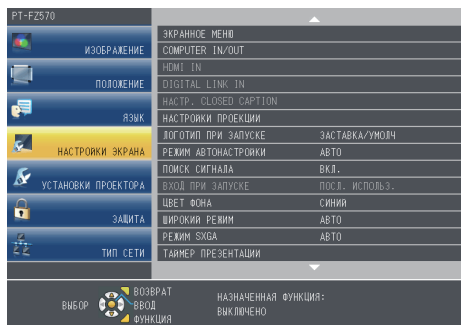 PT-FZ570
ИЗОБРАЖЕНИЕ
ПОЛОЖЕНИЕ
ЯЗЫК
НАСТРОЙКИ ЭКРАНА
УСТАНОВКИ ПРОЕКТОРА
ЗАЩИТА
ТИП СЕТИ
ЭКРАННОЕ МЕНЮ
COMPUTER IN/OUT
HDMI IN
DIGITAL LINK IN
НАСТР. CLOSED CAPTION
НАСТРОЙКИ ПРОЕКЦИИ
ЛОГОТИП ПРИ ЗАПУСКЕ ЗАСТАВКА/УМОЛЧ
РЕЖИМ АВТОНАСТРОЙКИ АВТО
ПОИСК СИГНАЛА ВКЛ.
ВХОД ПРИ ЗАПУСКЕ ПОСЛ. ИСПОЛЬЗ.
ЦВЕТ ФОНА СИНИЙ
ШИРОКИЙ РЕЖИМ АВТО
РЕЖИМ SXGA АВТО
ТАЙМЕР ПРЕЗЕНТАЦИИ
ВЫБОР
ВОЗВРАТ
ВВОД
ФУНКЦИЯ
НАЗНАЧЕННАЯ ФУНКЦИЯ:
ВЫКЛЮЧЕНО